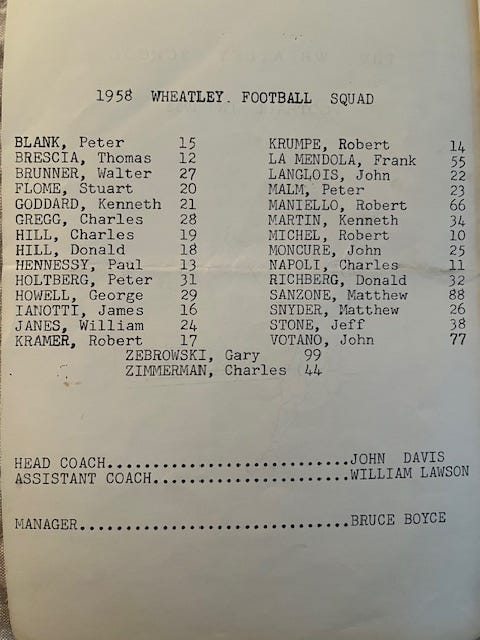 1958 WHEATLEY. FOOTBALL SQUAD
BLANK, Peter 15 KRUMPE, Robert 14
BRESCIA, Thomas 12 LA MENDOLA, Frank 55
BRUNNER, Walter 27 LANGLOIS, John 22
FLOME, Stuart 20 MALM, Peter 23
GODDARD, Kenneth 21 MANIELLO, Robert 66
GREGG, Charles 28 MARTIN, Kenneth 34
HILL, Charles 19 MICHEL, Robert 10
HILL, Donald 18 MONCURE, John 25
HENNESSY, Paul 13 NAPOLI, Charles 11
HOLTBERG, Peter 31 RICHBERG, Donald 32
HOWELL, George 29 SANZONE, Matthew 88
IANOTTI, James 16 SNYDER, Matthew 26
JANES, William 24 STONE, Jeff 38
KRAMER, Robert 17 VOTANO, John 77
ZEBROWSKI, Gary 99
ZIMMERMAN, Charles 44
HEAD COACH..............................JOHN DAVIS
ASSISTANT COACH.........................WILLIAM LAWSON
MANAGER.................................BRUCE BOYCE